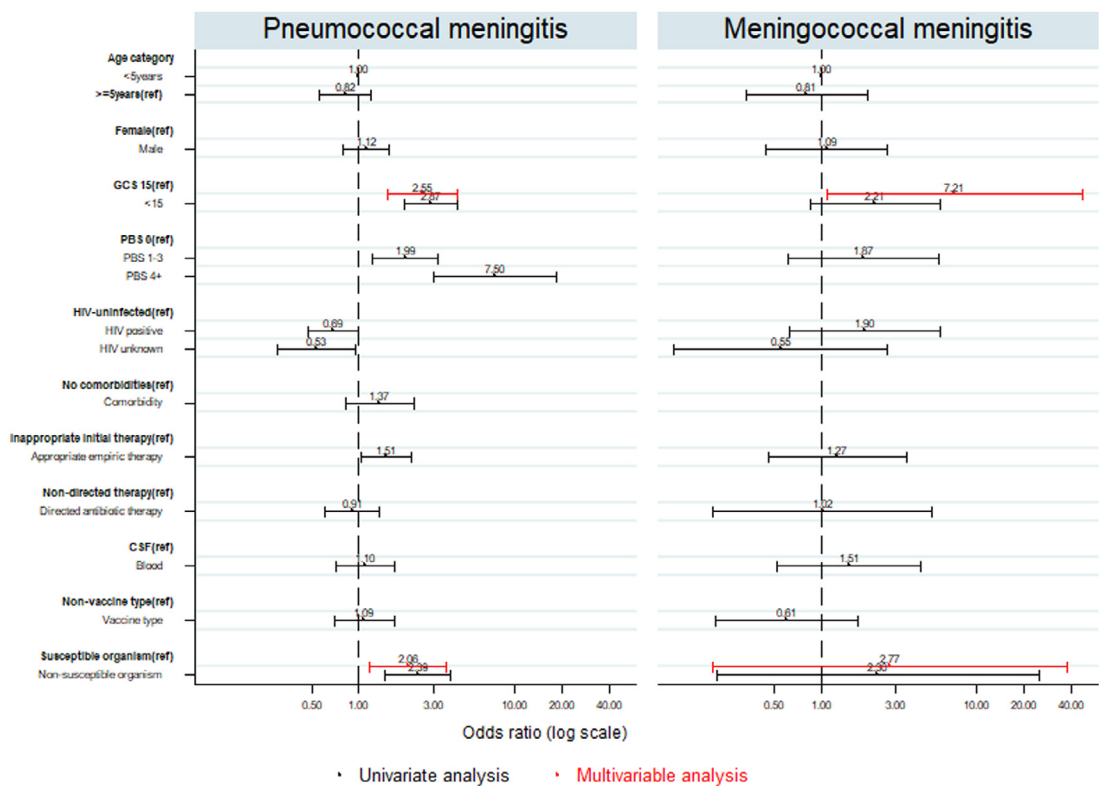 Pneumococcal meningitis
Meningococcal meningitis
Age category
<5years 1.00 1.00
>=5years(ref) 0.82 0.81
Female(ref)
Male 1.12 1.09
GCS 15(ref) 2.55 7.21
<15 2.87 2.21
PBS 0(ref)
PBS 1-3 1.99 1.87
PBS 4+ 7.50
HIV-uninfected(ref)
HIV positive 0.69 1.90
HIV unknown 0.53 0.55
No comorbidities(ref)
Comorbidity 1.37
Inappropriate initial therapy(ref)
Appropriate empiric therapy 1.51 1.27
Non-directed therapy(ref)
Directed antibiotic therapy 0.91 1.02
CSF(ref)
Blood 1.10 1.51
Non-vaccine type(ref)
Vaccine type 1.09 0.61
Susceptible organism(ref) 2.06 2.77
Non-susceptible organism 2.39
0.50 1.00 3.00 10.00 20.00 40.00
0.50 1.00 3.00 10.00 20.00 40.00
Odds ratio (log scale)
Univariate analysis Multivariable analysis